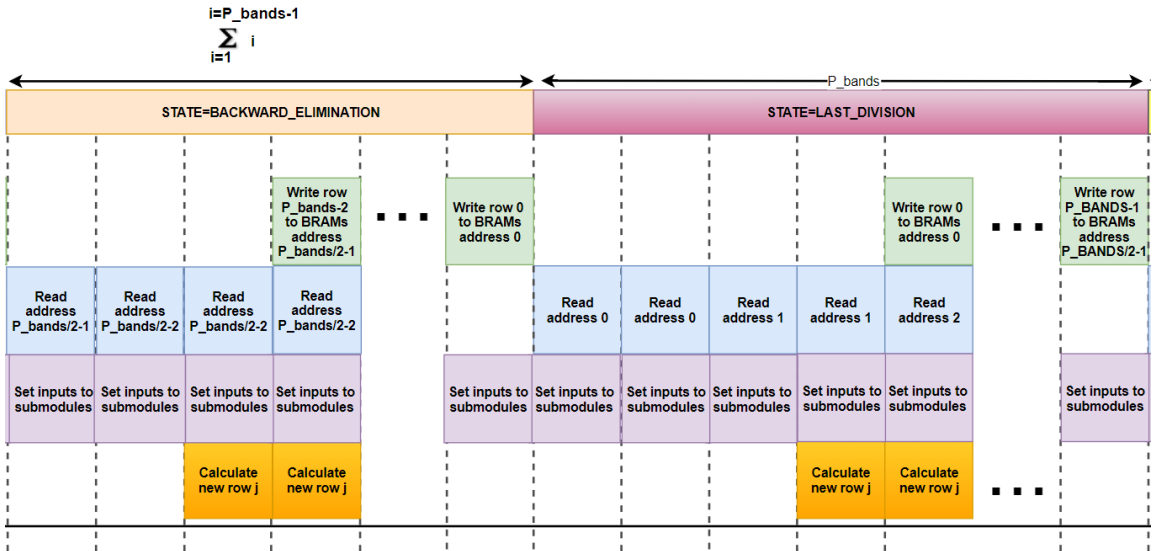 i=P_bands-1
Σ i
i=1
P_bands
STATE=BACKWARD_ELIMINATION
STATE=LAST_DIVISION
Write row
P_bands-2
to BRAMs
address
P_bands/2-1
Write row 0
to BRAMs
address 0
Write row 0
to BRAMs
address 0
Write row
P_BANDS-1
to BRAMs
address
P_BANDS/2-1
Read
address
P_bands/2-1
Read
address
P_bands/2-2
Read
address
P_bands/2-2
Read
address
P_bands/2-2
Read
address 0
Read
address 0
Read
address 1
Read
address 1
Read
address 2
Set inputs to
submodules
Set inputs to
submodules
Set inputs to
submodules
Set inputs to
submodules
Set inputs to
submodules
Set inputs to
submodules
Set inputs to
submodules
Set inputs to
submodules
Set inputs to
submodules
Set inputs to
submodules
Set inputs to
submodules
Calculate
new row j
Calculate
new row j
Calculate
new row j
Calculate
new row j